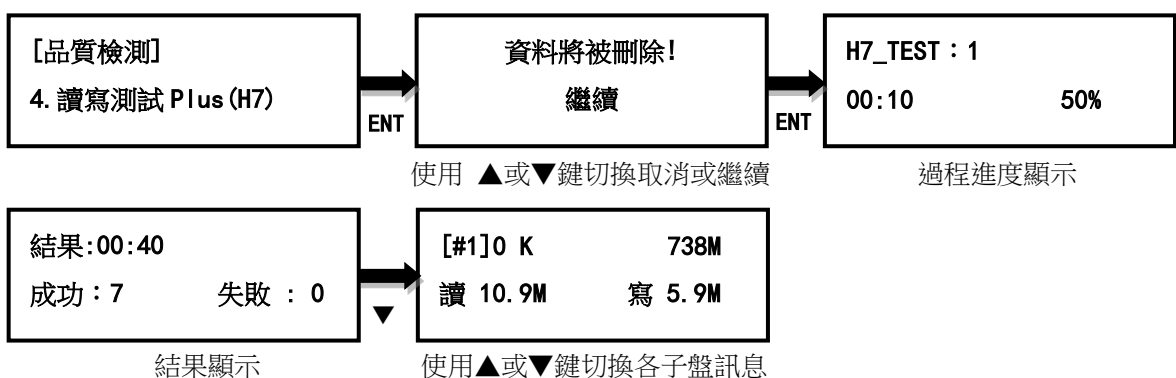 [品質檢測]
4.讀寫測試Plus(H7)
ENT
資料將被刪除!
繼續
ENT
H7_TEST：1
00:10 50%
使用 ▲或▼鍵切換取消或繼續
過程進度顯示
結果:00:40
成功：7 失敗 : 0
▼
[#1]0 K 738M
讀 10.9M 寫 5.9M
結果顯示
使用▲或▼鍵切換各子盤訊息